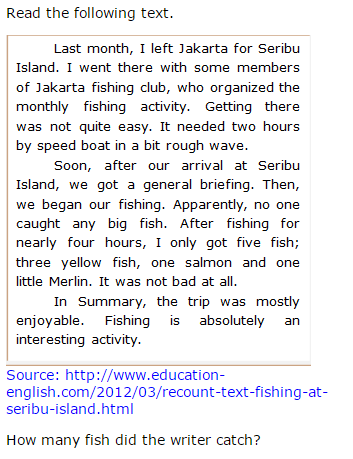 Read the following text.
Last month, I left Jakarta for Seribu
Island. I went there with some members
of Jakarta fishing club, who organized the
monthly fishing activity. Getting there
was not quite easy. It needed two hours
by speed boat in a bit rough wave.
Soon, after our arrival at Seribu
Island, we got a general briefing. Then,
we began our fishing. Apparently, no one
caught any big fish. After fishing for
nearly four hours, I only got five fish;
three yellow fish, one salmon and one
little Merlin. It was not bad at all.
In Summary, the trip was mostly
enjoyable. Fishing is absolutely an
interesting activity.
Source: http://www.education-
english.com/2012/03/recount-text-fishing-at-
seribu-island.html
How many fish did the writer catch?